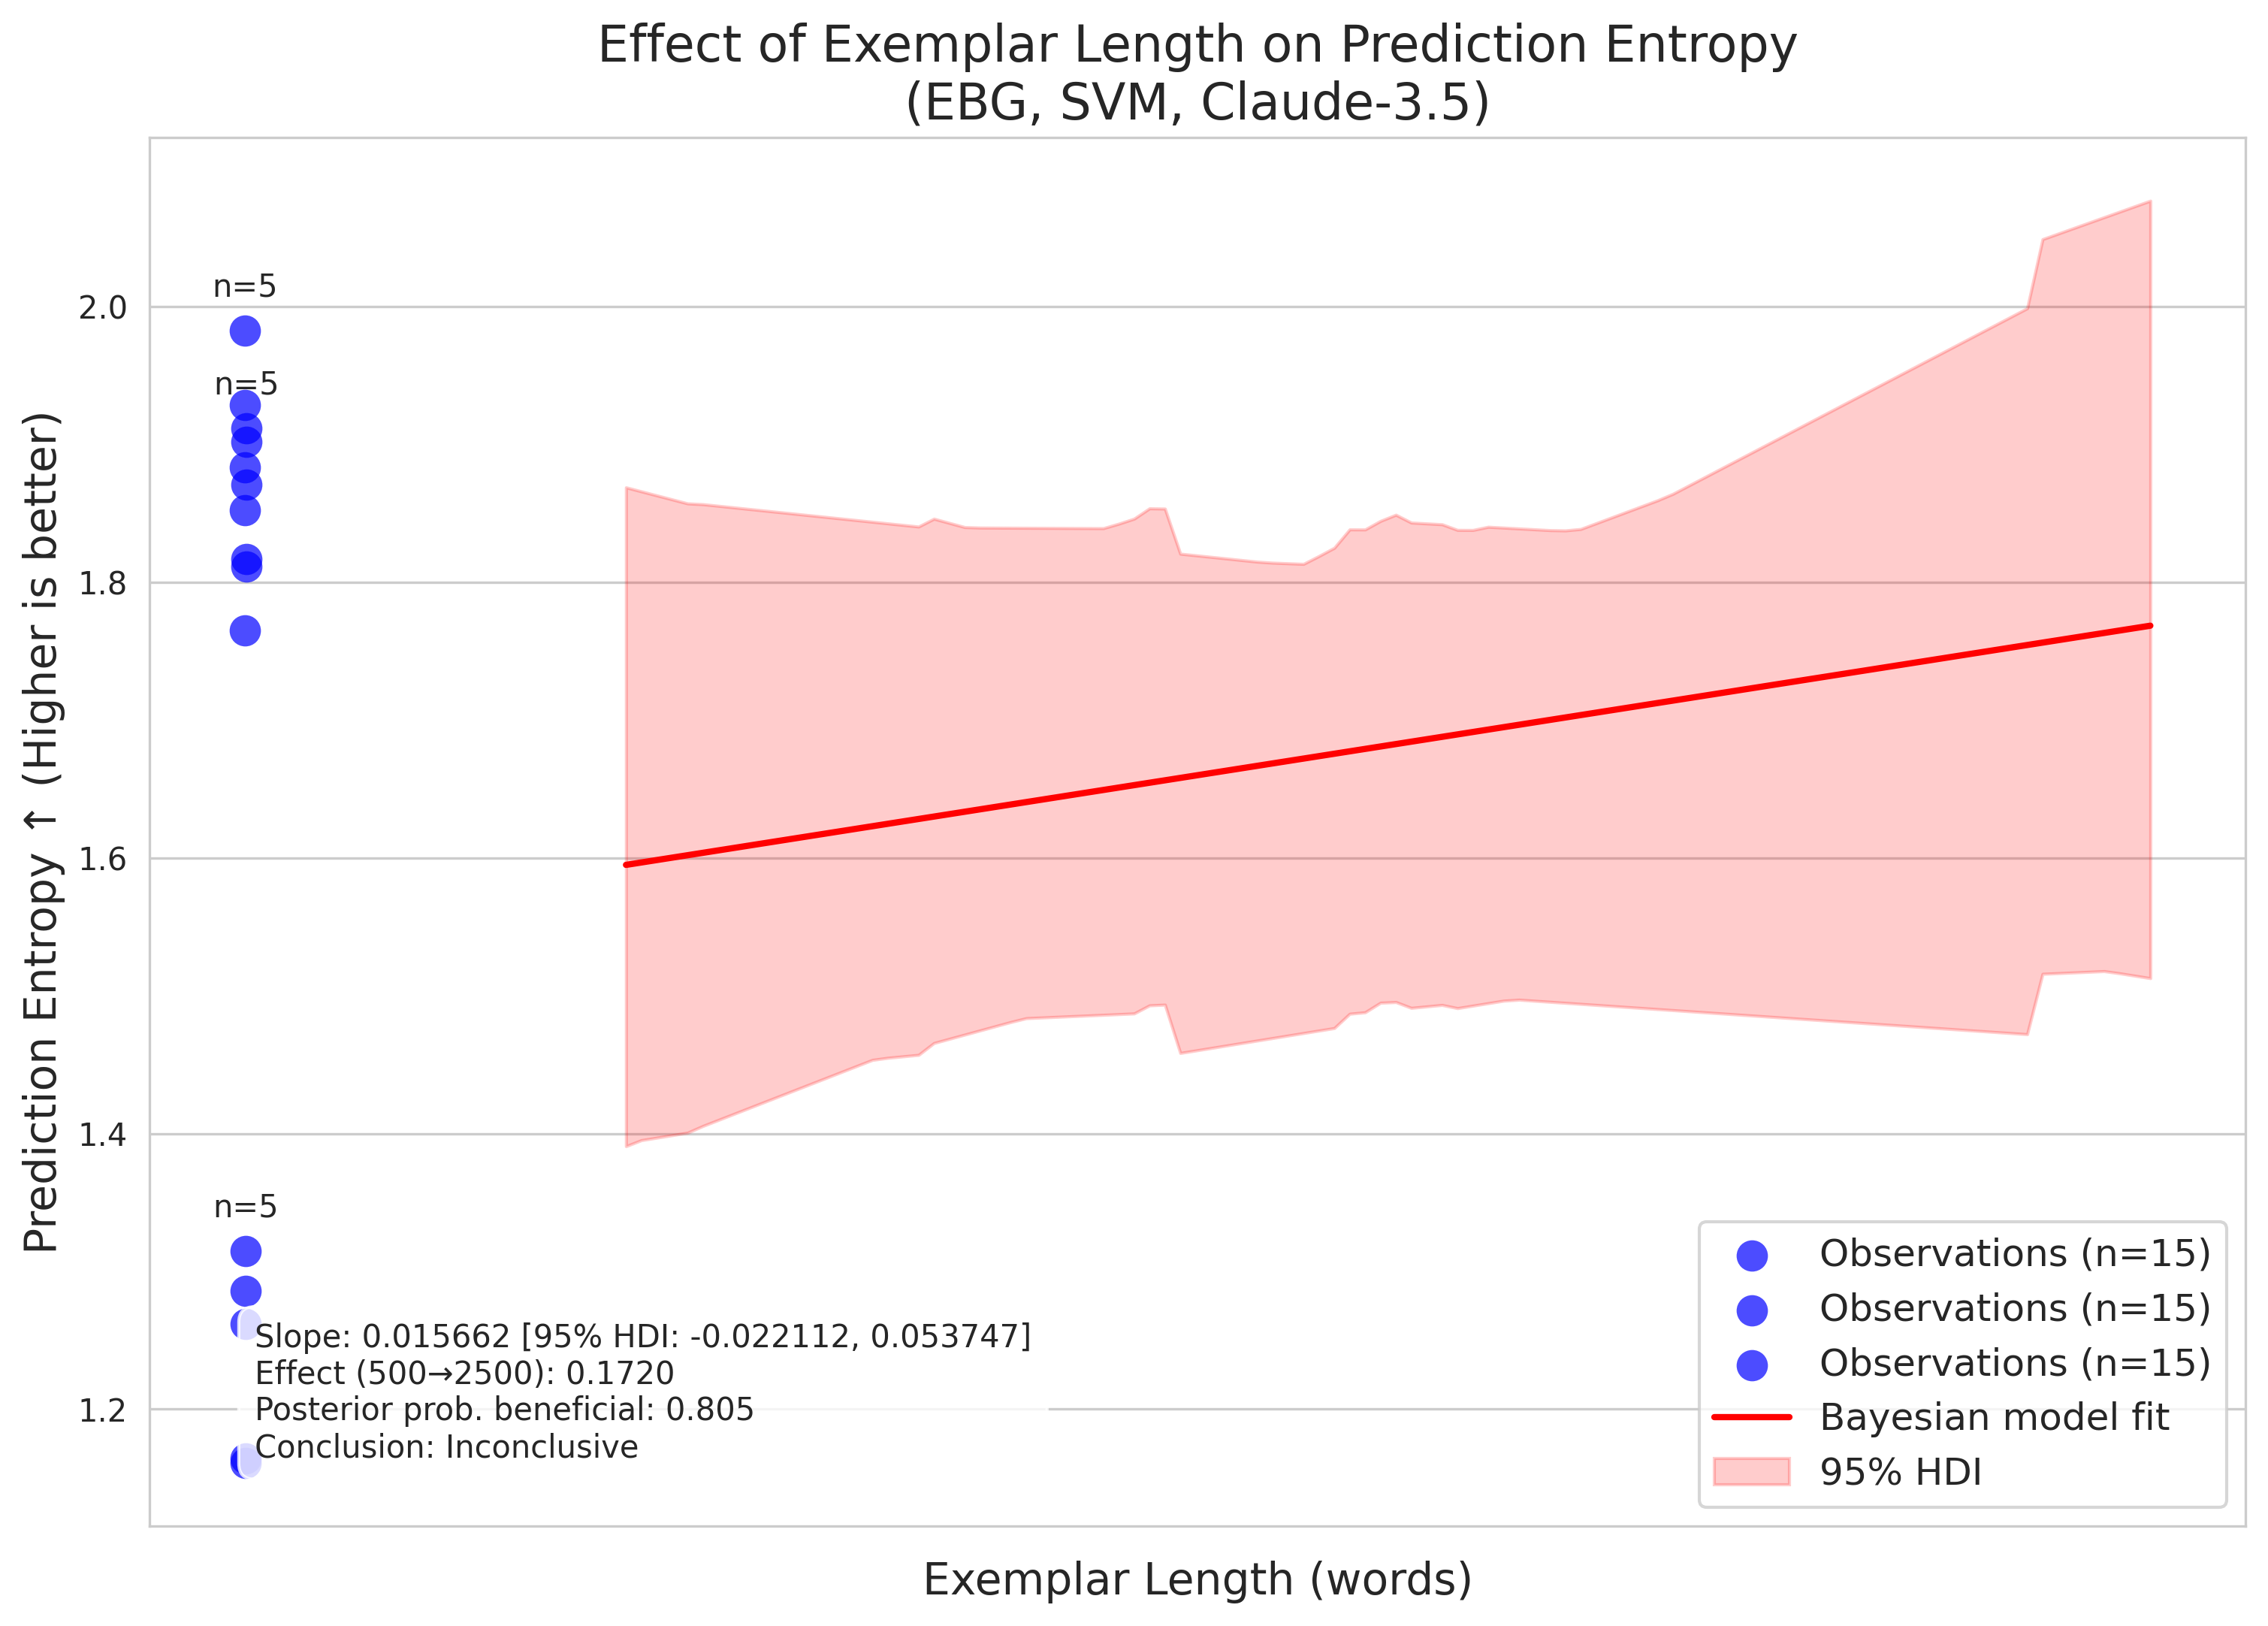 Effect of Exemplar Length on Prediction Entropy
(EBG, SVM, Claude-3.5)
Prediction Entropy ↑ (Higher is better)
2.0
1.8
1.6
1.4
1.2
n=5
n=5
n=5
Slope: 0.015662 [95% HDI: -0.022112, 0.053747]
Effect (500→2500): 0.1720
Posterior prob. beneficial: 0.805
Conclusion: Inconclusive
Observations (n=15)
Observations (n=15)
Observations (n=15)
Bayesian model fit
95% HDI
Exemplar Length (words)